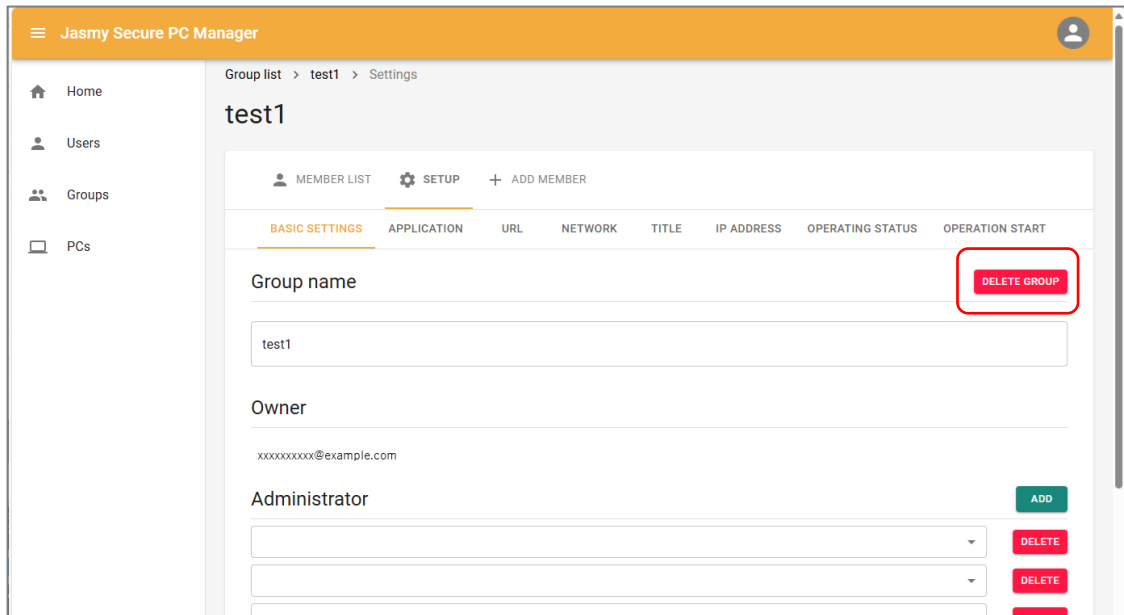 Jasmy Secure PC Manager
Home
Users
Groups
PCs
Group list > test1 > Settings
test1
MEMBER LIST SETUP + ADD MEMBER
BASIC SETTINGS APPLICATION URL NETWORK TITLE IP ADDRESS OPERATING STATUS OPERATION START
Group name DELETE GROUP
test1
Owner
xxxxxxxxxx@example.com
Administrator ADD
DELETE
DELETE